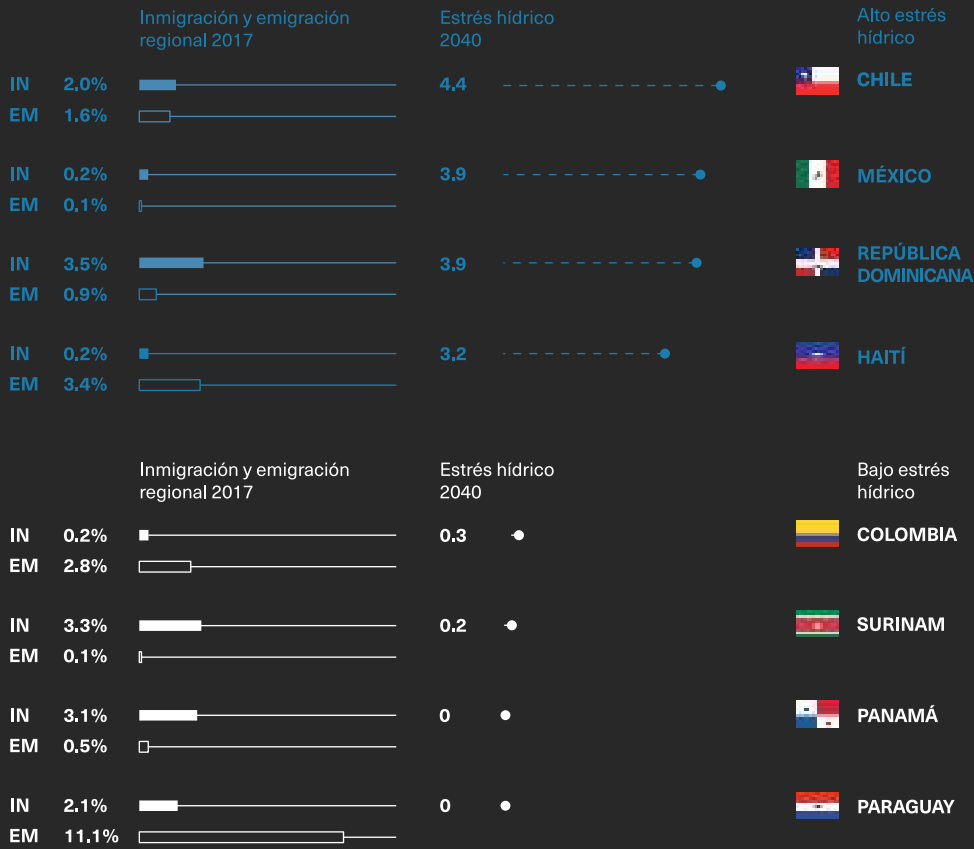 Inmigración y emigración
regional 2017
Estrés hídrico
2040
Alto estrés
hídrico
IN 2.0% 4.4 CHILE
EM 1.6%
IN 0.2% 3.9 MÉXICO
EM 0.1%
IN 3.5% 3.9 REPÚBLICA
DOMINICANA
EM 0.9%
IN 0.2% 3.2 HAITÍ
EM 3.4%
Inmigración y emigración
regional 2017
Estrés hídrico
2040
Bajo estrés
hídrico
IN 0.2% 0.3 COLOMBIA
EM 2.8%
IN 3.3% 0.2 SURINAM
EM 0.1%
IN 3.1% 0 PANAMÁ
EM 0.5%
IN 2.1% 0 PARAGUAY
EM 11.1%